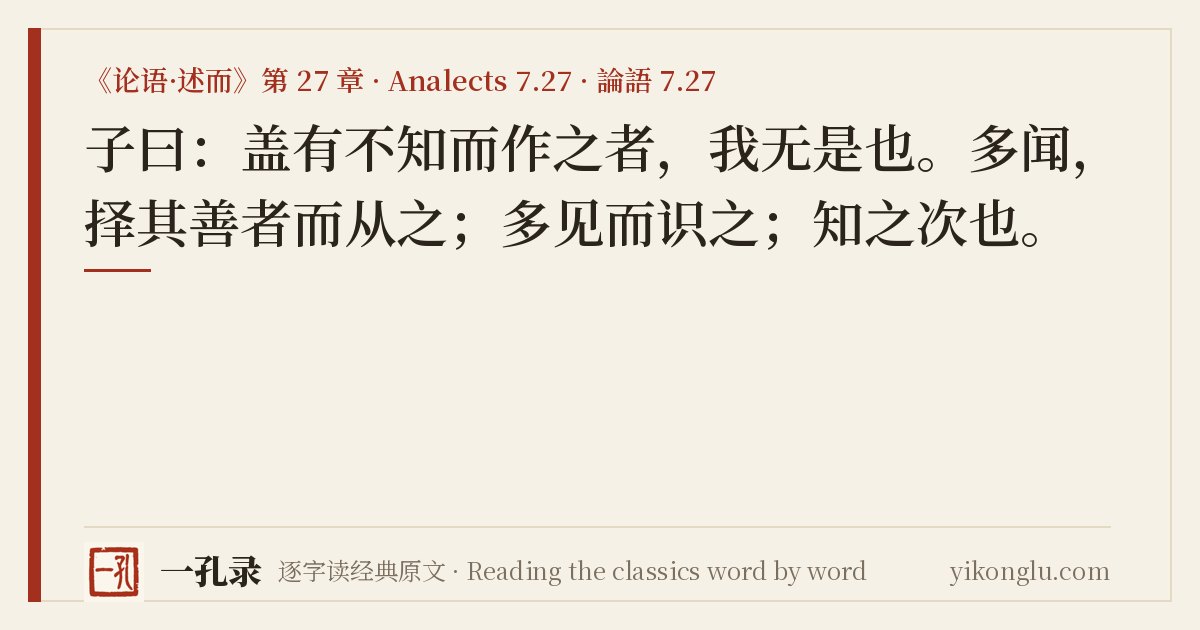 《论语·述而》第 27 章 · Analects 7.27 · 論語 7.27
子曰：盖有不知而作之者，我无是也。多闻，
择其善者而从之；多见而识之；知之次也。
一孔
一孔录 逐字读经典原文 · Reading the classics word by word yikonglu.com